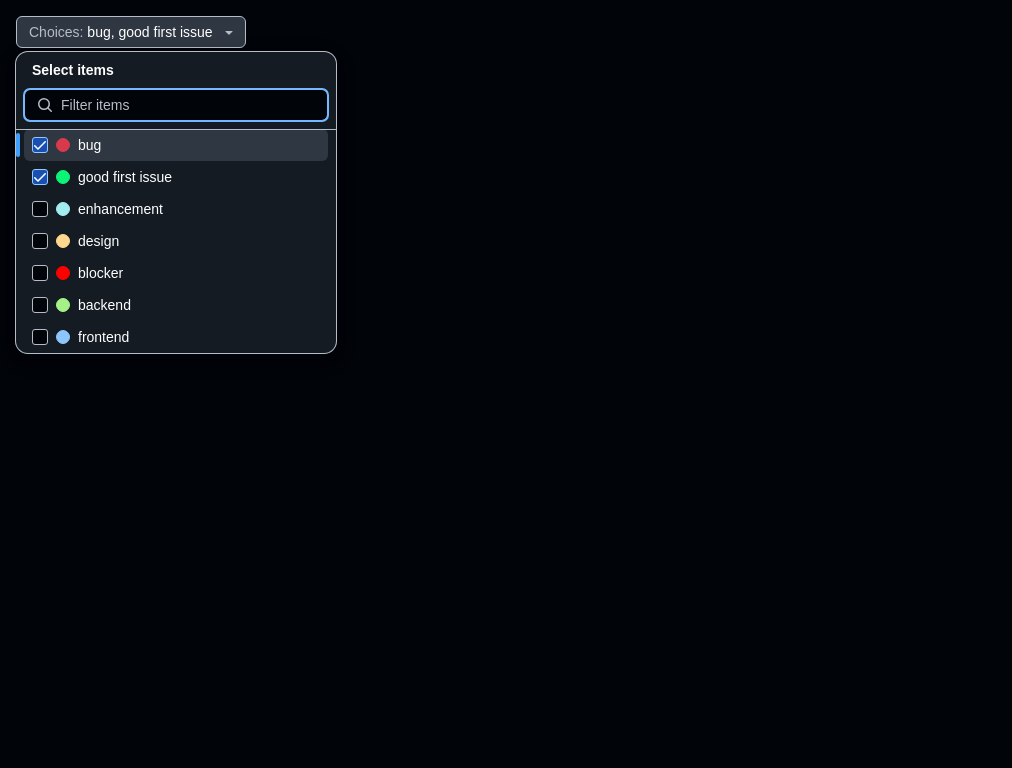 Choices: bug, good first issue
Select items
Filter items
bug
good first issue
enhancement
design
blocker
backend
frontend